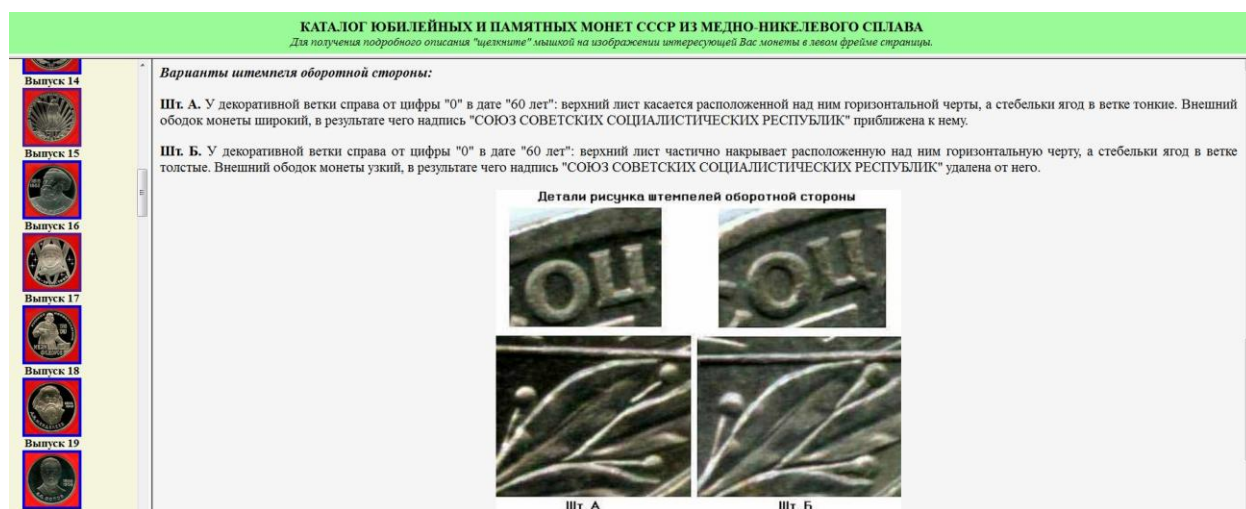 КАТАЛОГ ЮБИЛЕЙНЫХ И ПАМЯТНЫХ МОНЕТ СССР ИЗ МЕДНО-НИКЕЛЕВОГО СПЛАВА
Для получения подробного описания "щелкните" мышкой на изображении интересующей Вас монеты в левом фрейме страницы.
Выпуск 14
Выпуск 15
Выпуск 16
Выпуск 17
Выпуск 18
Выпуск 19
Варианты штемпеля оборотной стороны:
Шт. А. У декоративной ветки справа от цифры "0" в дате "60 лет": верхний лист касается расположенной над ним горизонтальной черты, а стебельки ягод в ветке тонкие. Внешний
ободок монеты широкий, в результате чего надпись "СОЮЗ СОВЕТСКИХ СОЦИАЛИСТИЧЕСКИХ РЕСПУБЛИК" приближена к нему.
Шт. Б. У декоративной ветки справа от цифры "0" в дате "60 лет": верхний лист частично накрывает расположенную над ним горизонтальную черту, а стебельки ягод в ветке
толстые. Внешний ободок монеты узкий, в результате чего надпись "СОЮЗ СОВЕТСКИХ СОЦИАЛИСТИЧЕСКИХ РЕСПУБЛИК" удалена от него.
Детали рисунка штемпелей оборотной стороны
ОЦ
ОЦ
Шт. А
Шт. Б